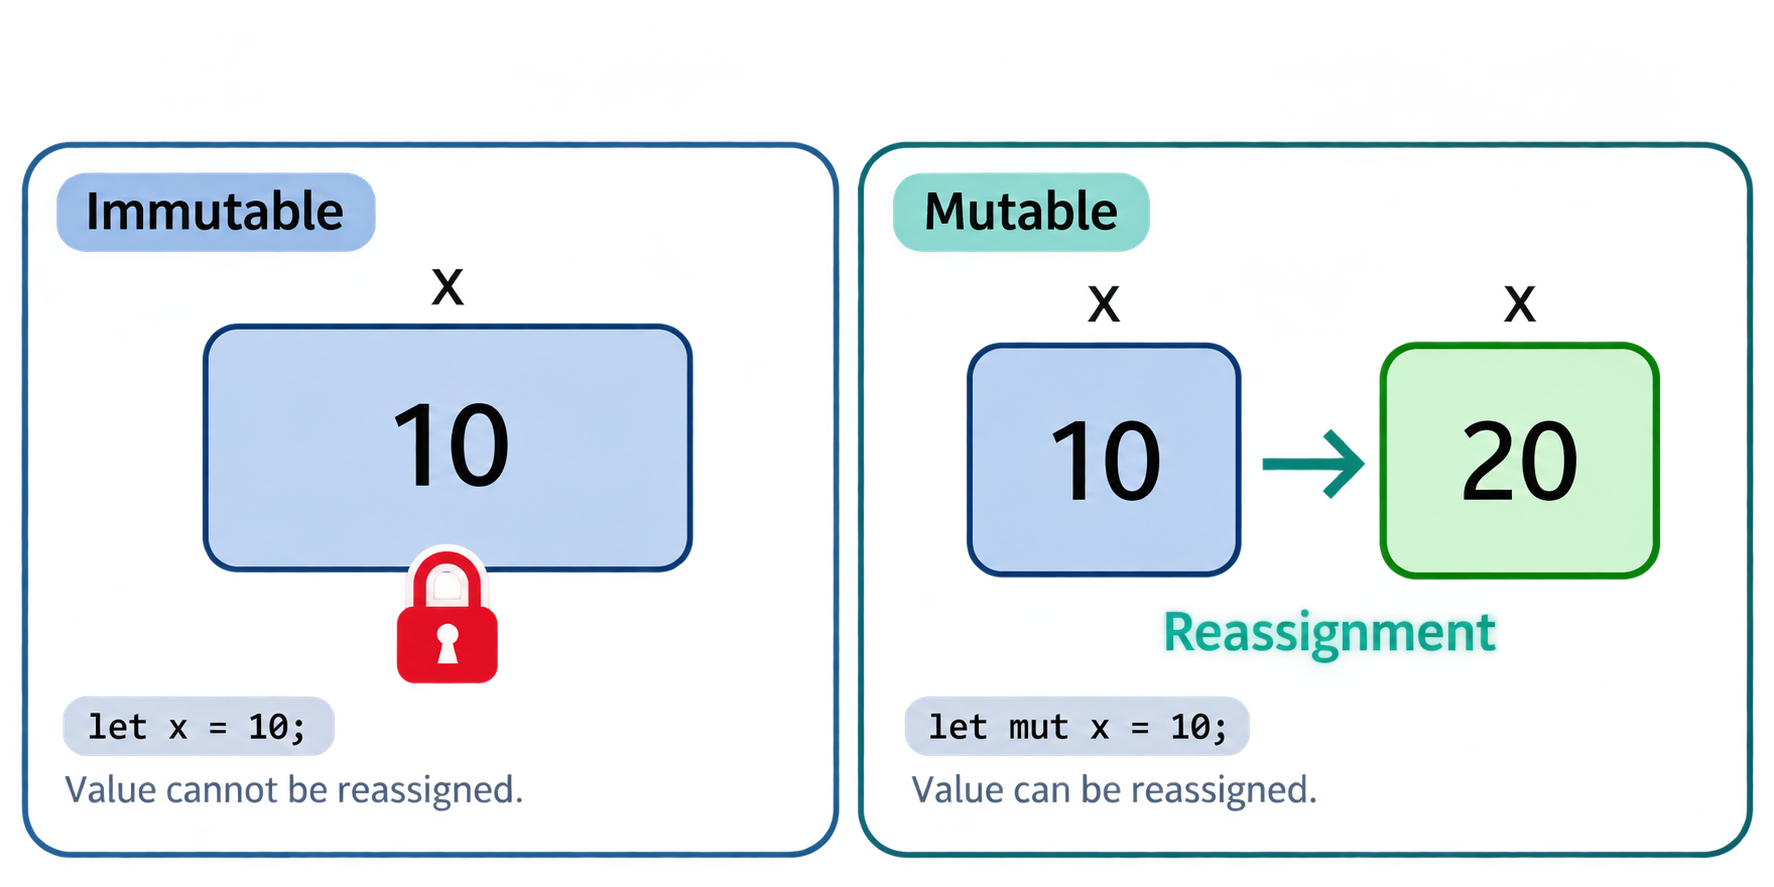 Immutable
x
10
let x = 10;
Value cannot be reassigned.
Mutable
x x
10 20
Reassignment
let mut x = 10;
Value can be reassigned.